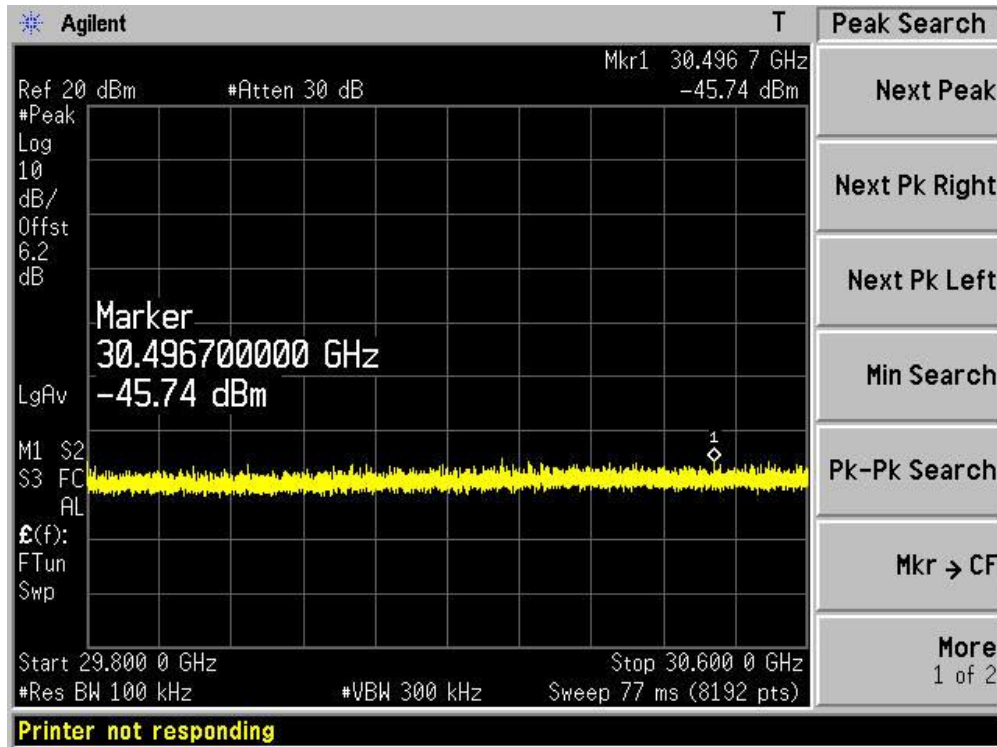 Agilent T Peak Search
Mkr1 30.496 7 GHz
Ref 20 dBm #Atten 30 dB -45.74 dBm
#Peak
Log
10
dB/
Offst
6.2
dB
Marker
30.496700000 GHz
-45.74 dBm
LgAv
1
M1 S2
S3 FC
AL
£(f):
FTun
Swp
Start 29.800 0 GHz Stop 30.600 0 GHz
#Res BW 100 kHz #VBW 300 kHz Sweep 77 ms (8192 pts)
Printer not responding
Next Peak
Next Pk Right
Next Pk Left
Min Search
Pk-Pk Search
Mkr → CF
More
1 of 2